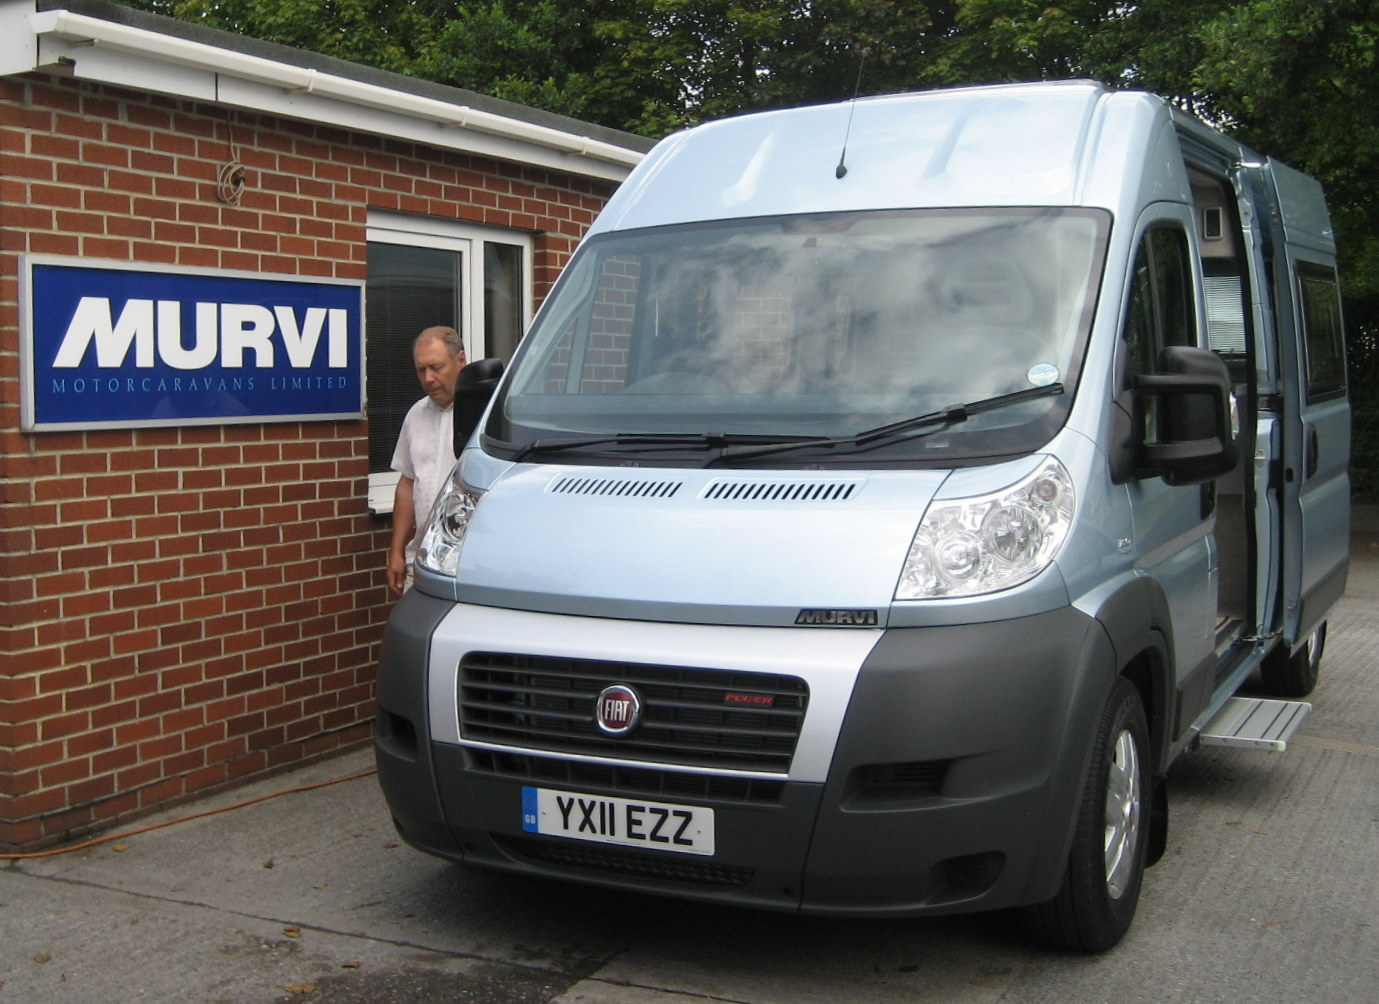 MURVI
MOTORCARAVANS LIMITED
MURVI
FIAT
POWER
GB
YX11 EZZ